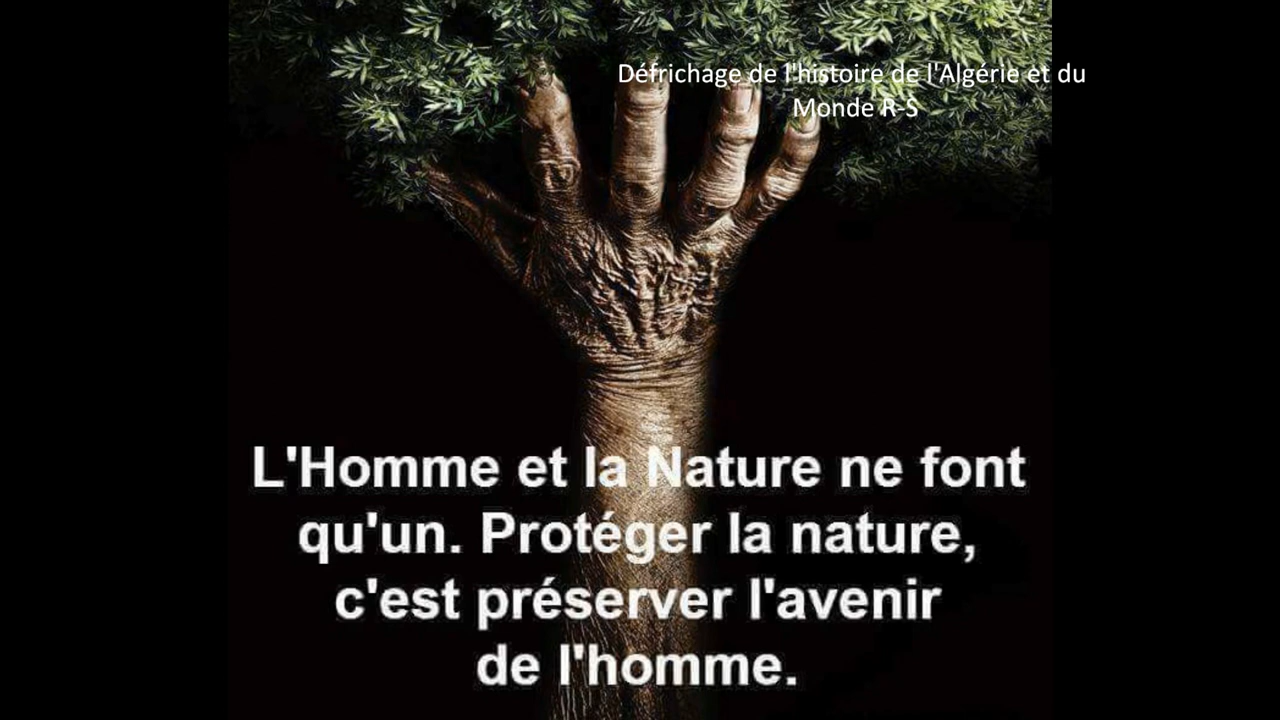 Défrichage de l'histoire de l'Algérie et du
Monde R-S
L'Homme et la Nature ne font
qu'un. Protéger la nature,
c'est préserver l'avenir
de l'homme.